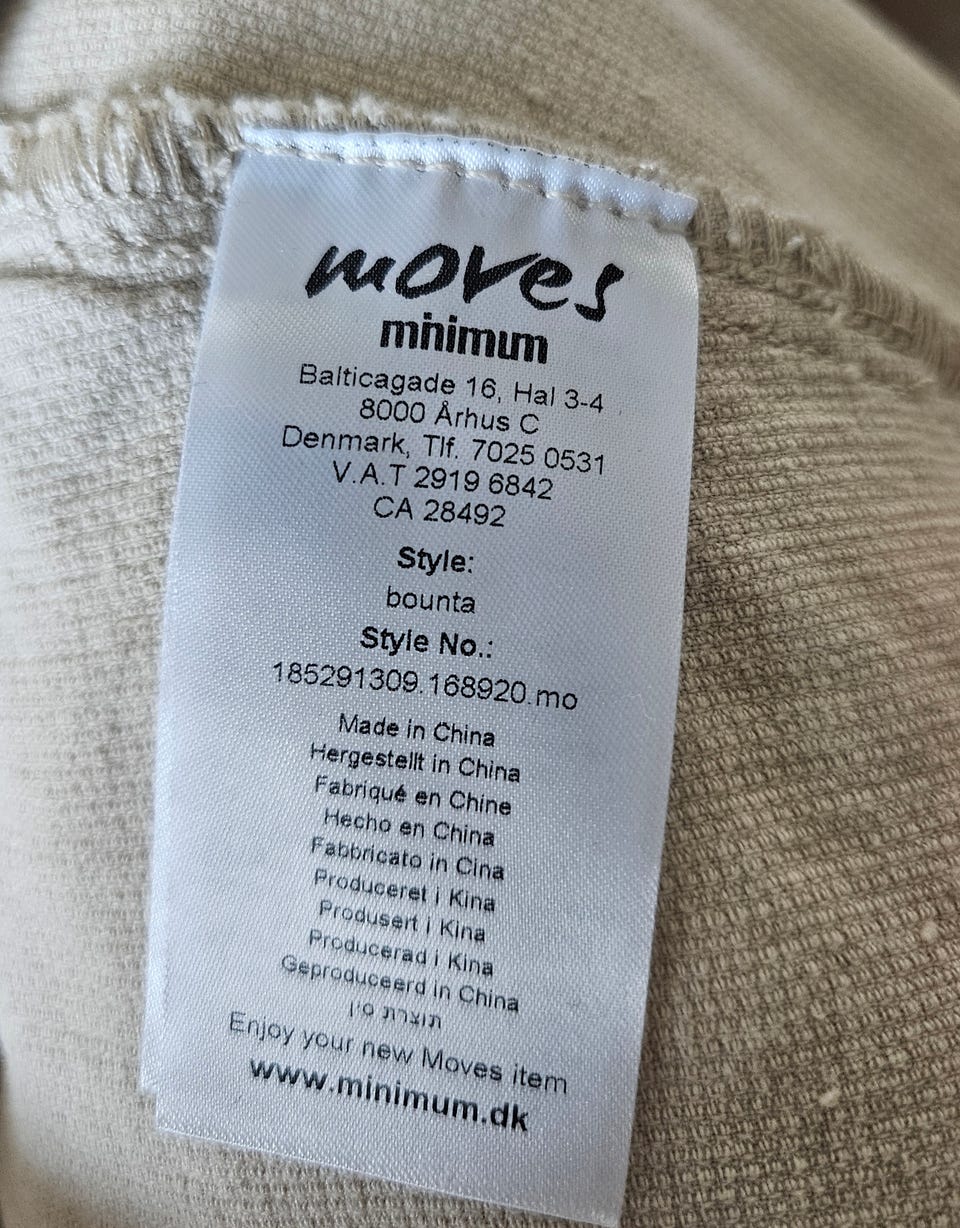 moves
minimum
Balticagade 16, Hal 3-4
8000 Århus C
Denmark, Tlf. 7025 0531
V.A.T 2919 6842
CA 28492
Style:
bounta
Style No.:
185291309.168920.mo
Made in China
Hergestellt in China
Fabriqué en Chine
Hecho en China
Fabbricato in Cina
Produceret i Kina
Produsert i Kina
Producerad i Kina
Geproduceerd in China
תוצרת סין
Enjoy your new Moves item
www.minimum.dk